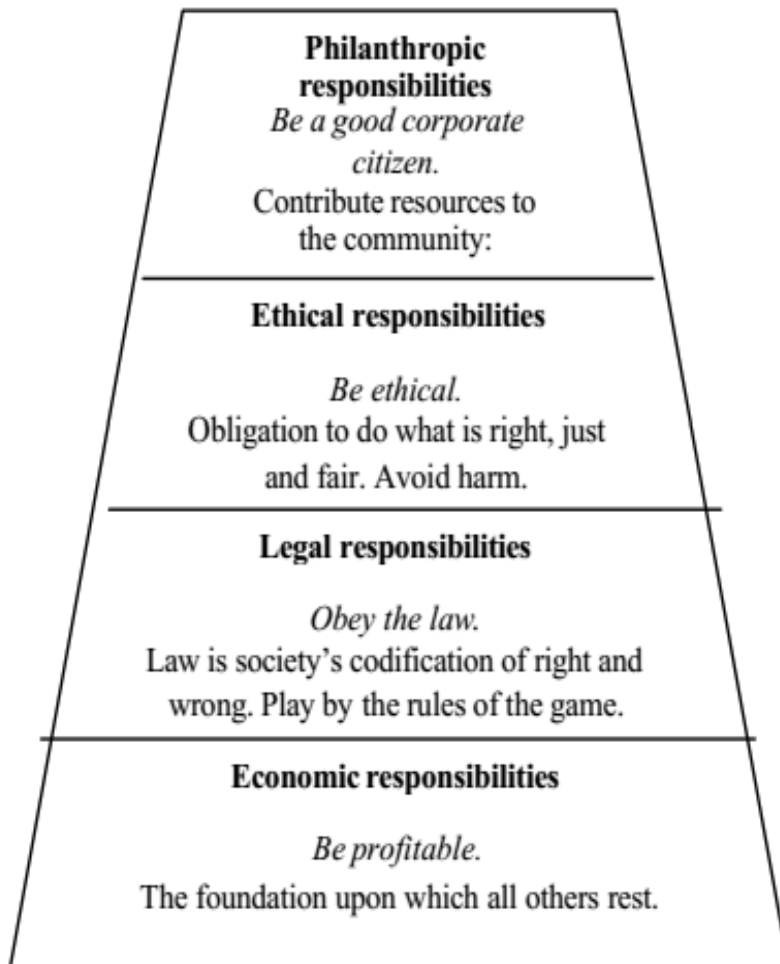 Philanthropic
responsibilities
Be a good corporate
citizen.
Contribute resources to
the community:
Ethical responsibilities
Be ethical.
Obligation to do what is right, just
and fair. Avoid harm.
Legal responsibilities
Obey the law.
Law is society’s codification of right and
wrong. Play by the rules of the game.
Economic responsibilities
Be profitable.
The foundation upon which all others rest.